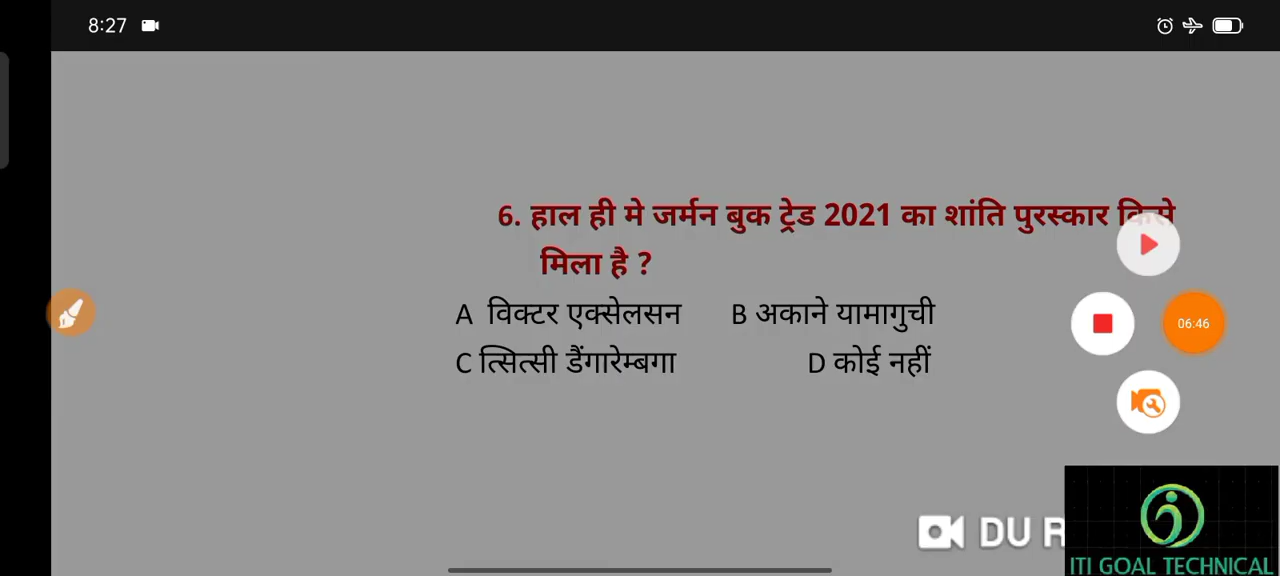 8:27
6. हाल ही मे जर्मन बुक ट्रेड 2021 का शांति पुरस्कार किसे
मिला है ?
A विक्टर एक्सेलसन B अकाने यामागुची
06:46
C त्सित्सी डैंगारेम्बगा D कोई नहीं
DU R
ITI GOAL TECHNICAL